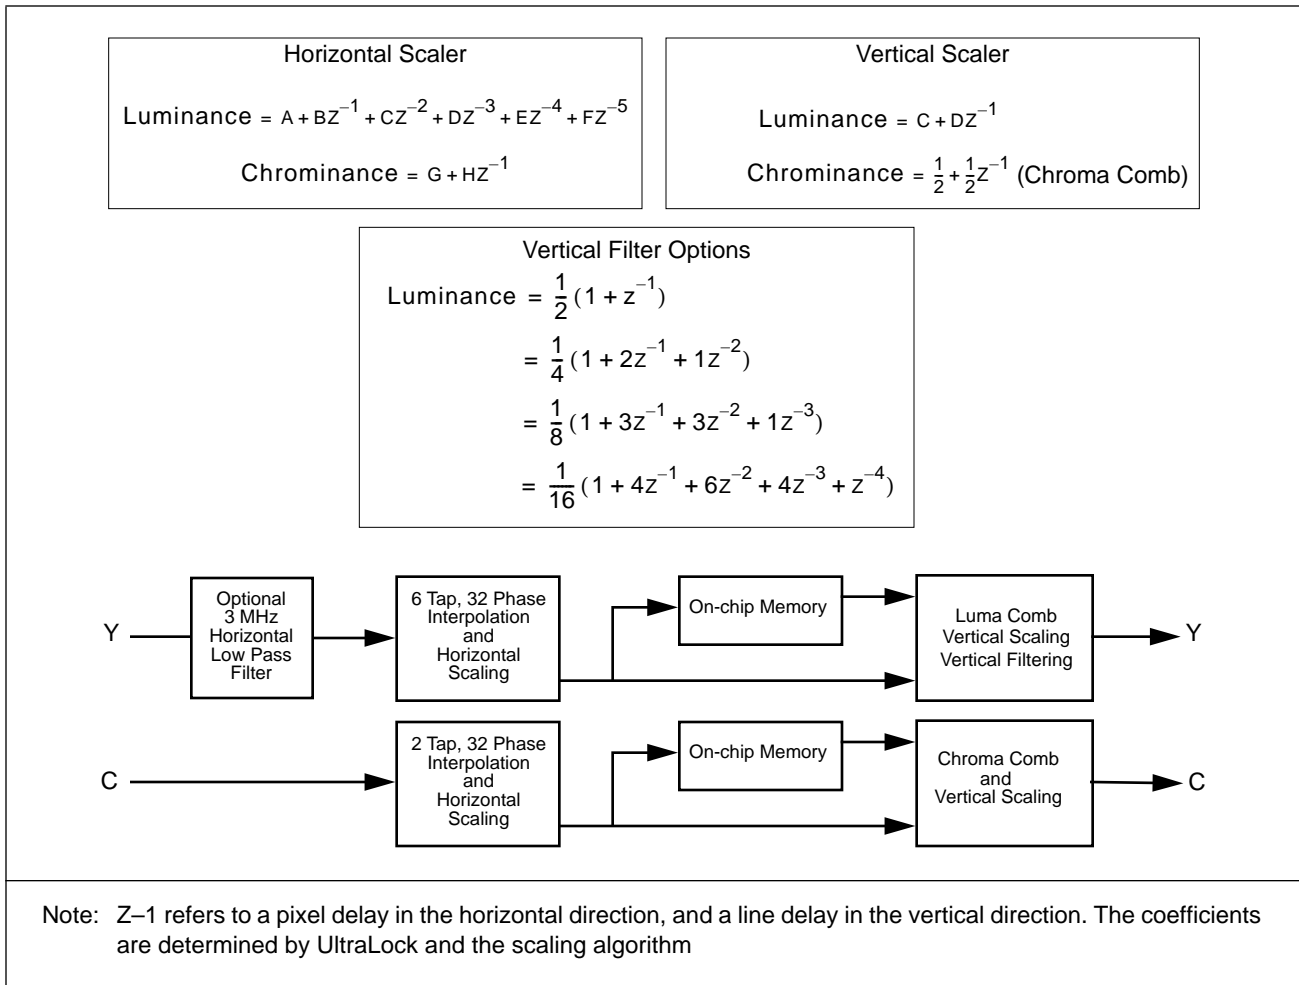 Horizontal Scaler
Luminance = A + BZ⁻¹ + CZ⁻² + DZ⁻³ + EZ⁻⁴ + FZ⁻⁵
Chrominance = G + HZ⁻¹
Vertical Scaler
Luminance = C + DZ⁻¹
Chrominance = 1/2 + 1/2 Z⁻¹ (Chroma Comb)
Vertical Filter Options
Luminance = 1/2 (1 + z⁻¹)
= 1/4 (1 + 2z⁻¹ + 1z⁻²)
= 1/8 (1 + 3z⁻¹ + 3z⁻² + 1z⁻³)
= 1/16 (1 + 4z⁻¹ + 6z⁻² + 4z⁻³ + z⁻⁴)
Y
Optional
3 MHz
Horizontal
Low Pass
Filter
6 Tap, 32 Phase
Interpolation
and
Horizontal
Scaling
On-chip Memory
Luma Comb
Vertical Scaling
Vertical Filtering
Y
C
2 Tap, 32 Phase
Interpolation
and
Horizontal
Scaling
On-chip Memory
Chroma Comb
and
Vertical Scaling
C
Note: Z–1 refers to a pixel delay in the horizontal direction, and a line delay in the vertical direction. The coefficients
are determined by UltraLock and the scaling algorithm